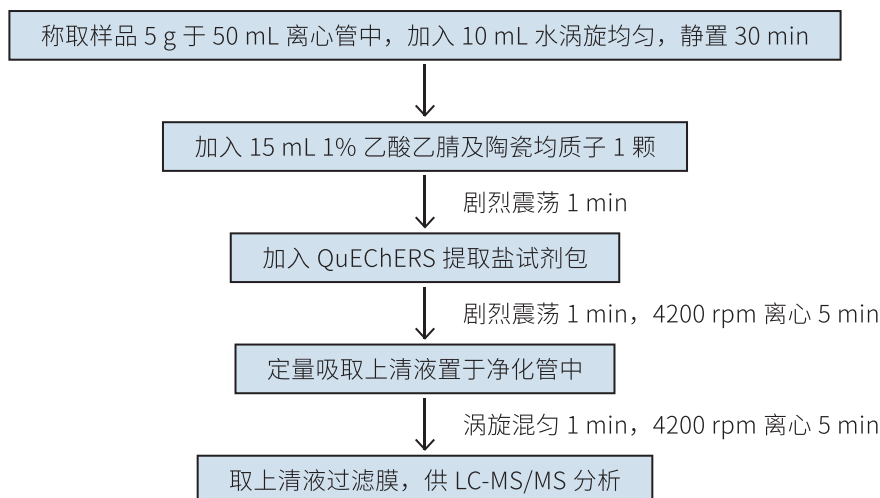 称取样品 5 g 于 50 mL 离心管中，加入 10 mL 水涡旋均匀，静置 30 min
加入 15 mL 1% 乙酸乙腈及陶瓷均质子 1 颗
剧烈震荡 1 min
加入 QuEChERS 提取盐试剂包
剧烈震荡 1 min，4200 rpm 离心 5 min
定量吸取上清液置于净化管中
涡旋混匀 1 min，4200 rpm 离心 5 min
取上清液过滤膜，供 LC-MS/MS 分析